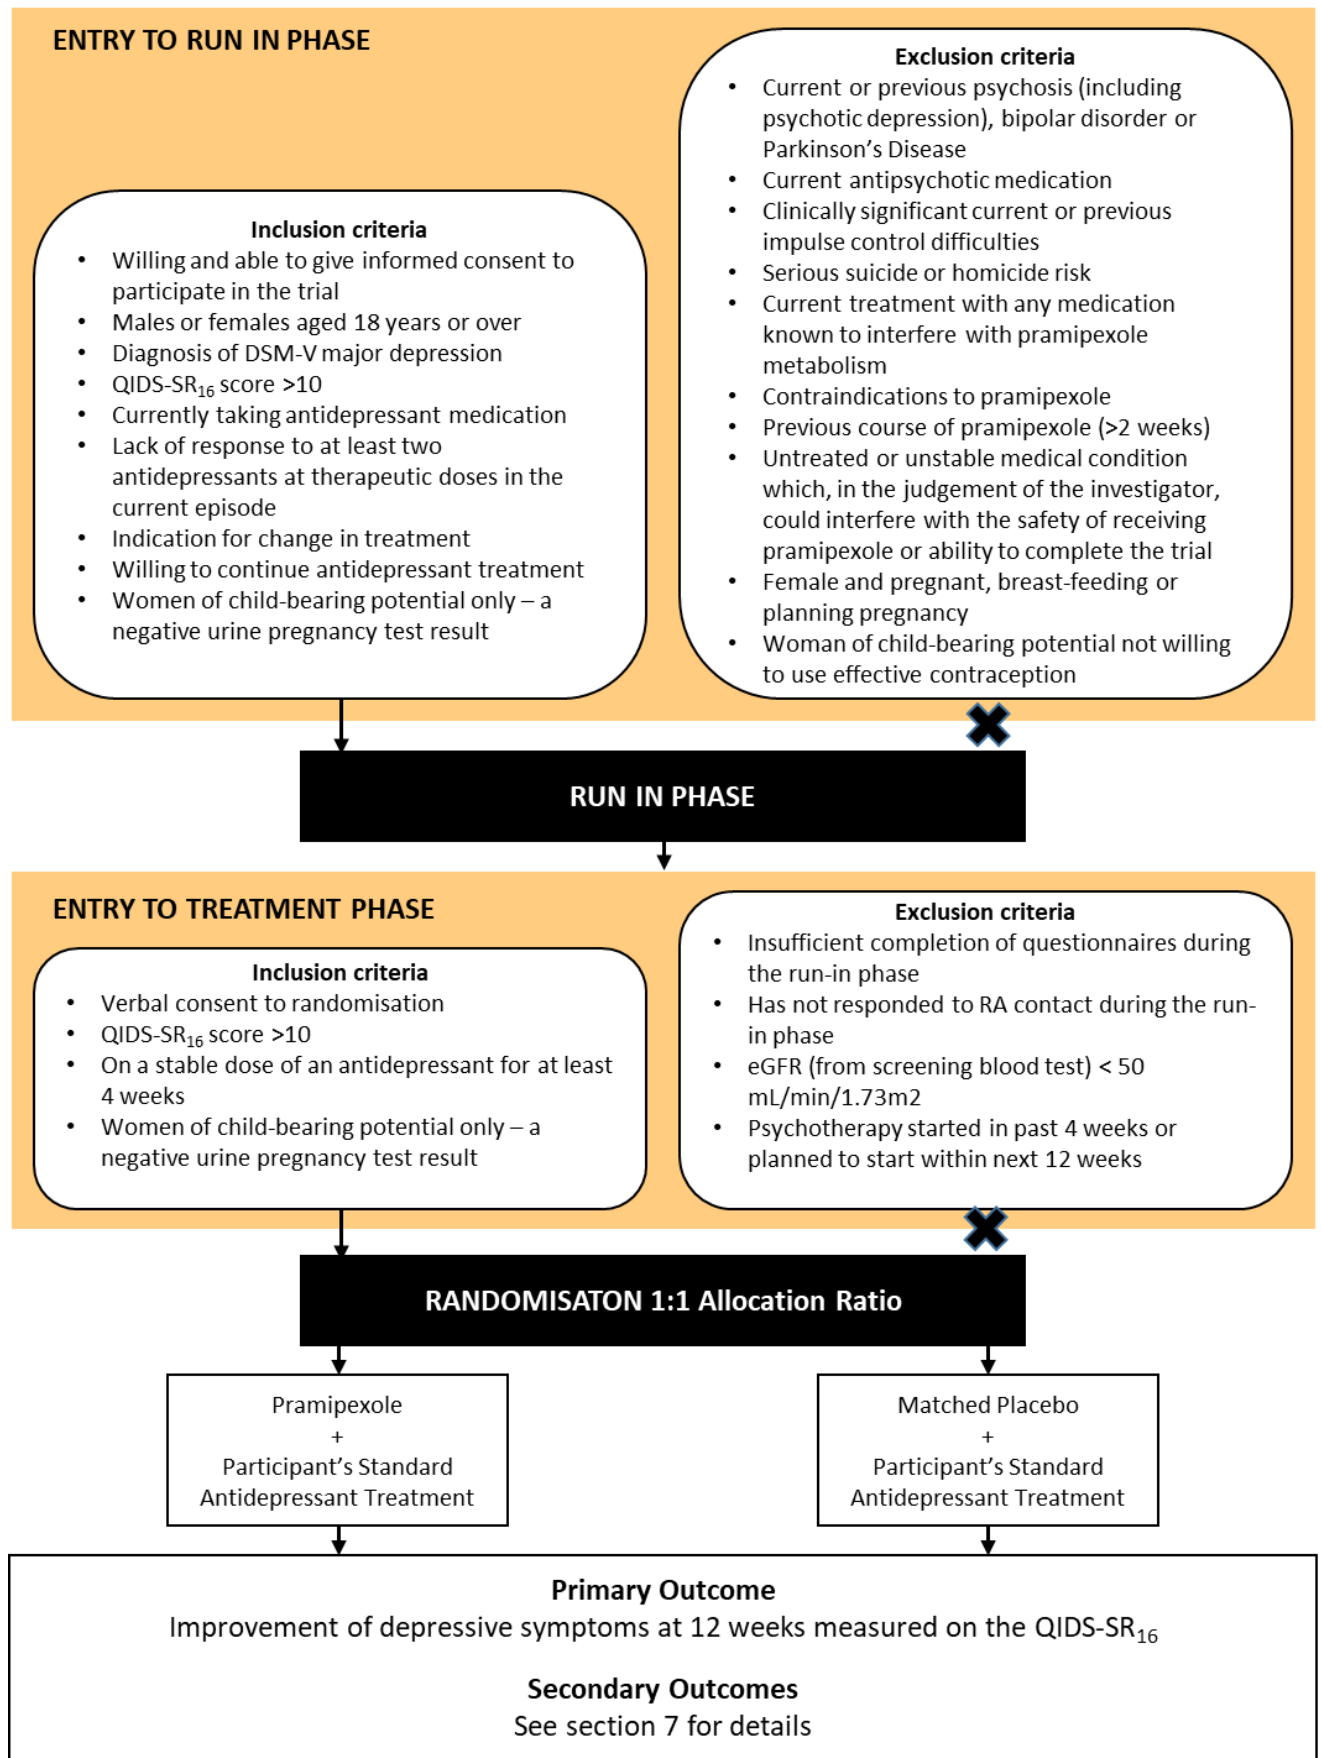 ENTRY TO RUN IN PHASE
Inclusion criteria
• Willing and able to give informed consent to
participate in the trial
• Males or females aged 18 years or over
• Diagnosis of DSM-V major depression
• QIDS-SR16 score >10
• Currently taking antidepressant medication
• Lack of response to at least two
antidepressants at therapeutic doses in the
current episode
• Indication for change in treatment
• Willing to continue antidepressant treatment
• Women of child-bearing potential only – a
negative urine pregnancy test result
Exclusion criteria
• Current or previous psychosis (including
psychotic depression), bipolar disorder or
Parkinson's Disease
• Current antipsychotic medication
• Clinically significant current or previous
impulse control difficulties
• Serious suicide or homicide risk
• Current treatment with any medication
known to interfere with pramipexole
metabolism
• Contraindications to pramipexole
• Previous course of pramipexole (>2 weeks)
• Untreated or unstable medical condition
which, in the judgement of the investigator,
could interfere with the safety of receiving
pramipexole or ability to complete the trial
• Female and pregnant, breast-feeding or
planning pregnancy
• Woman of child-bearing potential not willing
to use effective contraception
RUN IN PHASE
ENTRY TO TREATMENT PHASE
Inclusion criteria
• Verbal consent to randomisation
• QIDS-SR16 score >10
• On a stable dose of an antidepressant for at least
4 weeks
• Women of child-bearing potential only – a
negative urine pregnancy test result
Exclusion criteria
• Insufficient completion of questionnaires during
the run-in phase
• Has not responded to RA contact during the run-
in phase
• eGFR (from screening blood test) < 50
mL/min/1.73m2
• Psychotherapy started in past 4 weeks or
planned to start within next 12 weeks
RANDOMISATON 1:1 Allocation Ratio
Pramipexole
+
Participant's Standard
Antidepressant Treatment
Matched Placebo
+
Participant's Standard
Antidepressant Treatment
Primary Outcome
Improvement of depressive symptoms at 12 weeks measured on the QIDS-SR16
Secondary Outcomes
See section 7 for details